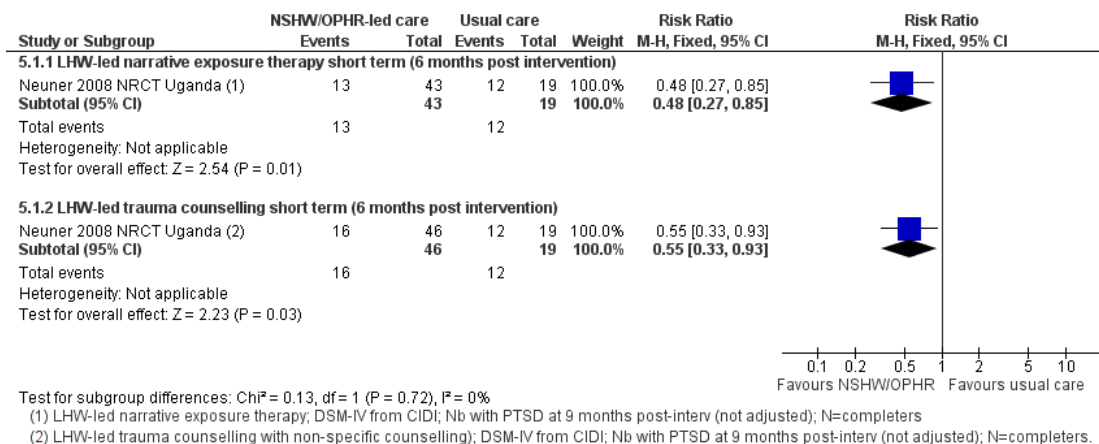 NSHW/OPHR-led care Usual care Risk Ratio Risk Ratio
Study or Subgroup Events Total Events Total Weight M-H, Fixed, 95% CI M-H, Fixed, 95% CI
5.1.1 LHW-led narrative exposure therapy short term (6 months post intervention)
Neuner 2008 NRCT Uganda (1) 13 43 12 19 100.0% 0.48 [0.27, 0.85]
Subtotal (95% CI) 43 19 100.0% 0.48 [0.27, 0.85]
Total events 13 12
Heterogeneity: Not applicable
Test for overall effect: Z = 2.54 (P = 0.01)
5.1.2 LHW-led trauma counselling short term (6 months post intervention)
Neuner 2008 NRCT Uganda (2) 16 46 12 19 100.0% 0.55 [0.33, 0.93]
Subtotal (95% CI) 46 19 100.0% 0.55 [0.33, 0.93]
Total events 16 12
Heterogeneity: Not applicable
Test for overall effect: Z = 2.23 (P = 0.03)
0.1 0.2 0.5 1 2 5 10
Favours NSHW/OPHR Favours usual care
Test for subgroup differences: Chi² = 0.13, df = 1 (P = 0.72), I² = 0%
(1) LHW-led narrative exposure therapy; DSM-IV from CIDI; Nb with PTSD at 9 months post-interv (not adjusted); N=completers
(2) LHW-led trauma counselling with non-specific counselling); DSM-IV from CIDI; Nb with PTSD at 9 months post-interv (not adjusted); N=completers.